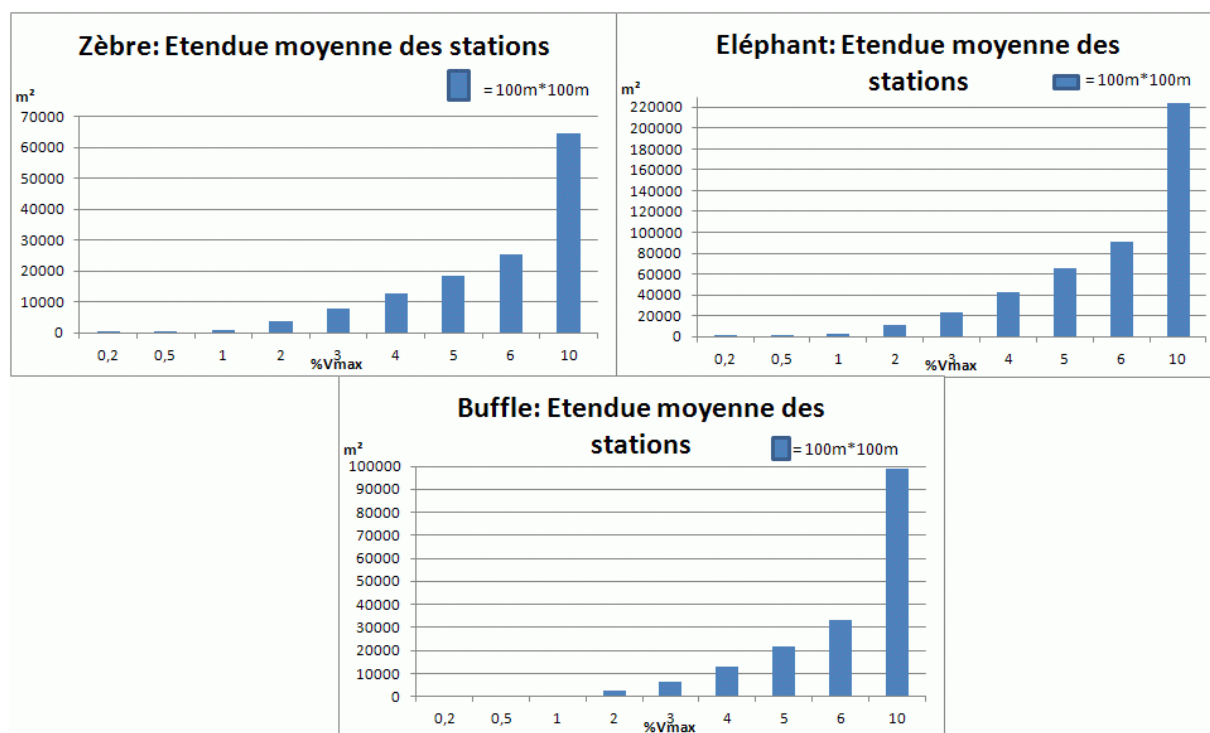 Zèbre: Etendue moyenne des stations
= 100m*100m
m²
70000
60000
50000
40000
30000
20000
10000
0
0,2 0,5 1 2 3 4 5 6 10
%Vmax
Eléphant: Etendue moyenne des
stations
= 100m*100m
m²
220000
200000
180000
160000
140000
120000
100000
80000
60000
40000
20000
0
0,2 0,5 1 2 3 4 5 6 10
%Vmax
Buffle: Etendue moyenne des
stations
= 100m*100m
m²
100000
90000
80000
70000
60000
50000
40000
30000
20000
10000
0
0,2 0,5 1 2 3 4 5 6 10
%Vmax